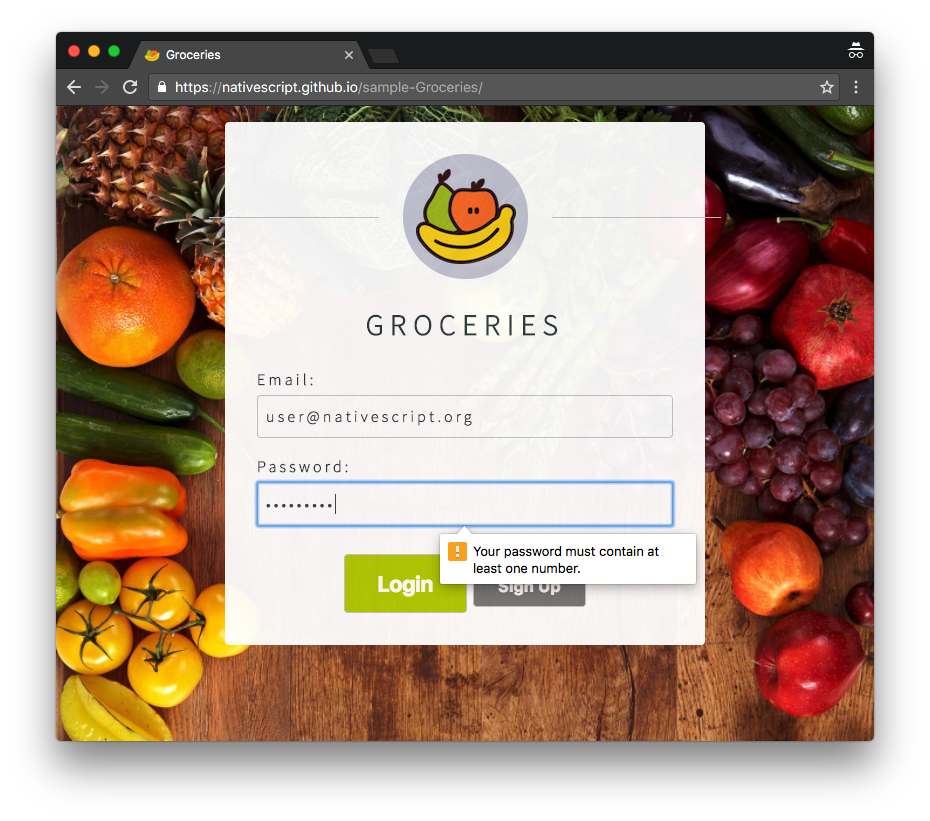 Groceries
https://nativescript.github.io/sample-Groceries/
GROCERIES
Email:
user@nativescript.org
Password:
•••••••••
Your password must contain at
least one number.
Login
Sign Up